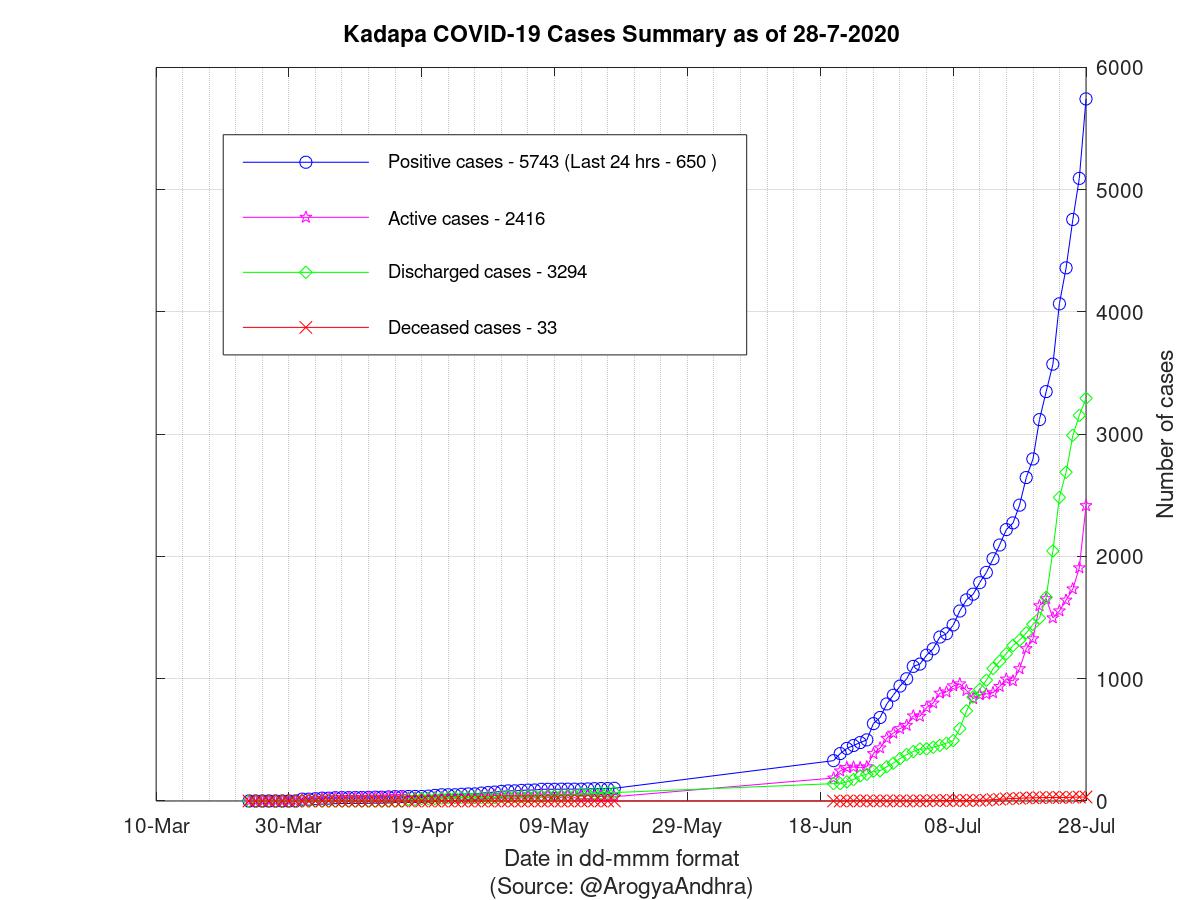 Kadapa COVID-19 Cases Summary as of 28-7-2020
6000
Positive cases - 5743 (Last 24 hrs - 650 )
5000
Active cases - 2416
Discharged cases - 3294
4000
Deceased cases - 33
Number of cases
3000
2000
1000
0
10-Mar 30-Mar 19-Apr 09-May 29-May 18-Jun 08-Jul 28-Jul
Date in dd-mmm format
(Source: @ArogyaAndhra)